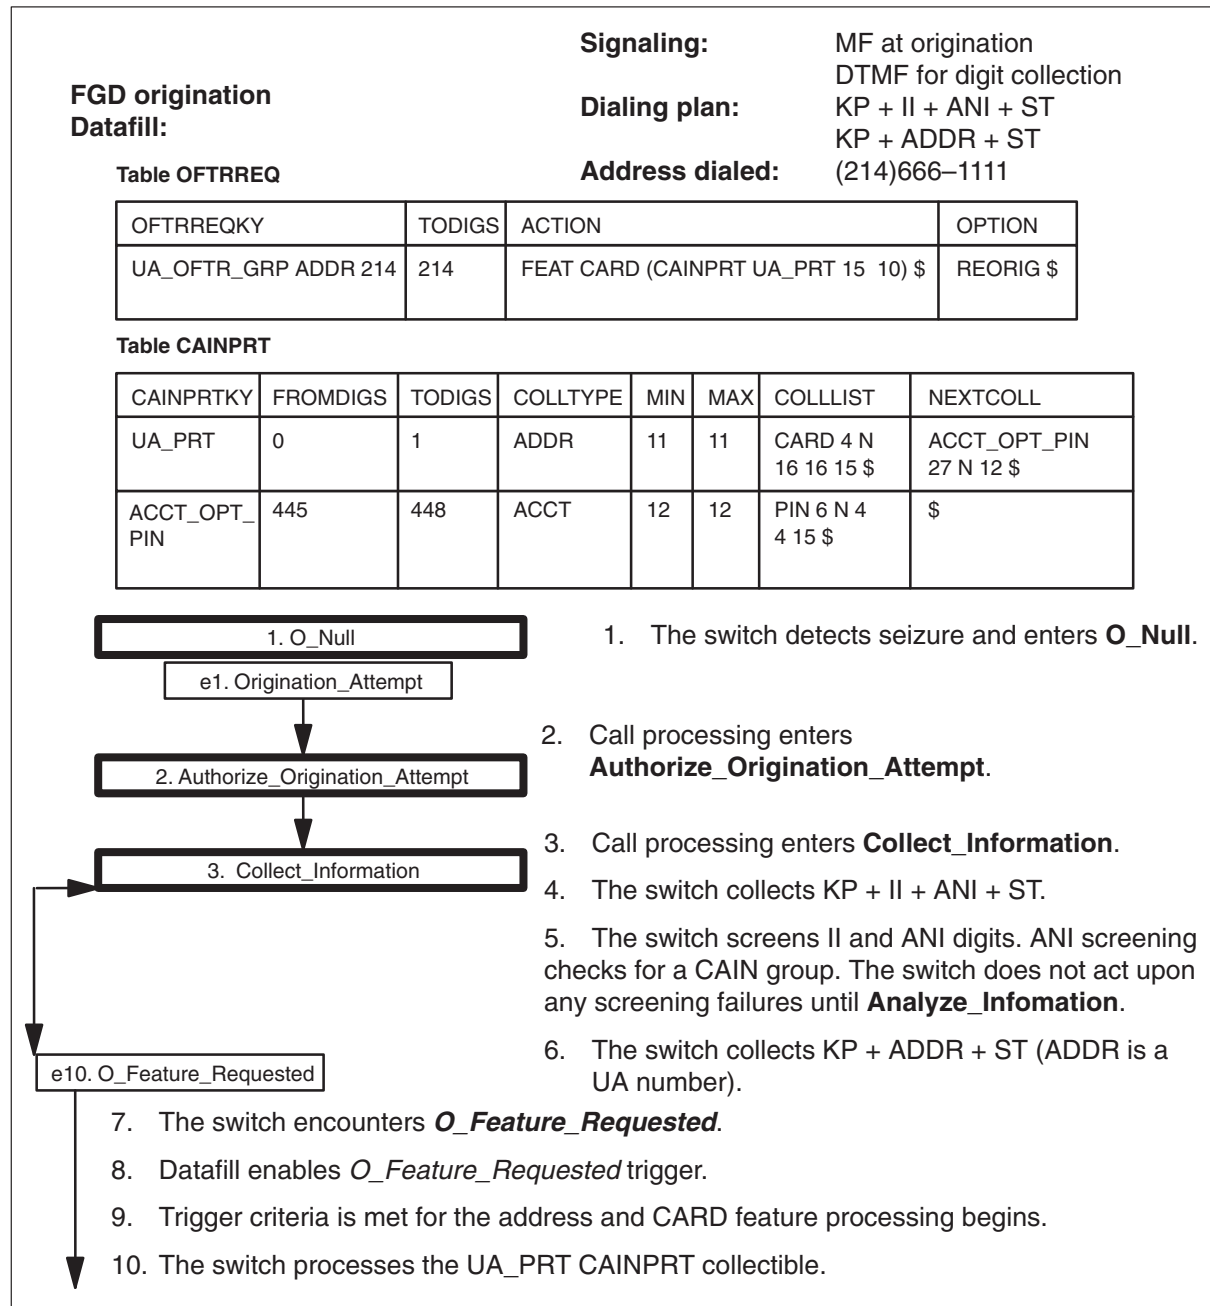 Signaling: MF at origination
DTMF for digit collection
FGD origination
Datafill:
Dialing plan: KP + II + ANI + ST
KP + ADDR + ST
Address dialed: (214)666–1111
Table OFTRREQ
OFTRREQKY TODIGS ACTION OPTION
UA_OFTR_GRP ADDR 214 214 FEAT CARD (CAINPRT UA_PRT 15 10) $ REORIG $
Table CAINPRT
CAINPRTKY FROMDIGS TODIGS COLLTYPE MIN MAX COLLLIST NEXTCOLL
UA_PRT 0 1 ADDR 11 11 CARD 4 N ACCT_OPT_PIN
16 16 15 $ 27 N 12 $
ACCT_OPT_ 445 448 ACCT 12 12 PIN 6 N 4 $
PIN 4 15 $
1. O_Null
1. The switch detects seizure and enters O_Null.
e1. Origination_Attempt
2. Call processing enters
Authorize_Origination_Attempt.
2. Authorize_Origination_Attempt
3. Call processing enters Collect_Information.
3. Collect_Information
4. The switch collects KP + II + ANI + ST.
5. The switch screens II and ANI digits. ANI screening
checks for a CAIN group. The switch does not act upon
any screening failures until Analyze_Infomation.
6. The switch collects KP + ADDR + ST (ADDR is a
UA number).
e10. O_Feature_Requested
7. The switch encounters O_Feature_Requested.
8. Datafill enables O_Feature_Requested trigger.
9. Trigger criteria is met for the address and CARD feature processing begins.
10. The switch processes the UA_PRT CAINPRT collectible.